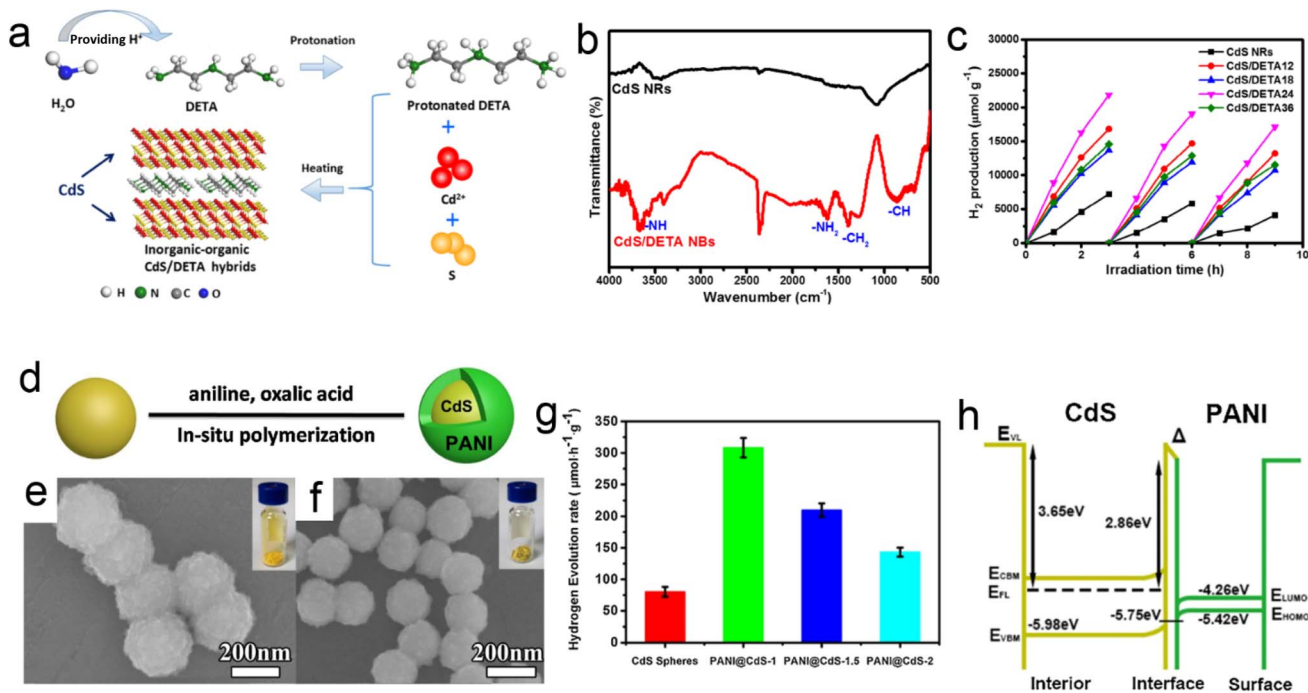 a
Providing H⁺
H₂O
DETA
Protonation
Protonated DETA
+
Cd²⁺
+
S
Heating
CdS
Inorganic-organic
CdS/DETA hybrids
H N C O
b
Transmittance (%)
CdS NRs
CdS/DETA NBs
-NH
-NH₂
-CH₂
-CH
4000 3500 3000 2500 2000 1500 1000 500
Wavenumber (cm⁻¹)
c
H₂ production (μmol g⁻¹)
30000
25000
20000
15000
10000
5000
0
CdS NRs
CdS/DETA12
CdS/DETA18
CdS/DETA24
CdS/DETA36
0 2 4 6 8 10
Irradiation time (h)
d
aniline, oxalic acid
In-situ polymerization
CdS
PANI
e
200nm
f
200nm
g
Hydrogen Evolution rate ( μmol·h⁻¹·g⁻¹)
350
300
250
200
150
100
50
0
CdS Spheres PANI@CdS-1 PANI@CdS-1.5 PANI@CdS-2
h
CdS PANI
E_VL
Δ
3.65eV
2.86eV
E_CBM
E_FL
-4.26eV
E_LUMO
-5.75eV
-5.42eV
E_HOMO
-5.98eV
E_VBM
Interior Interface Surface